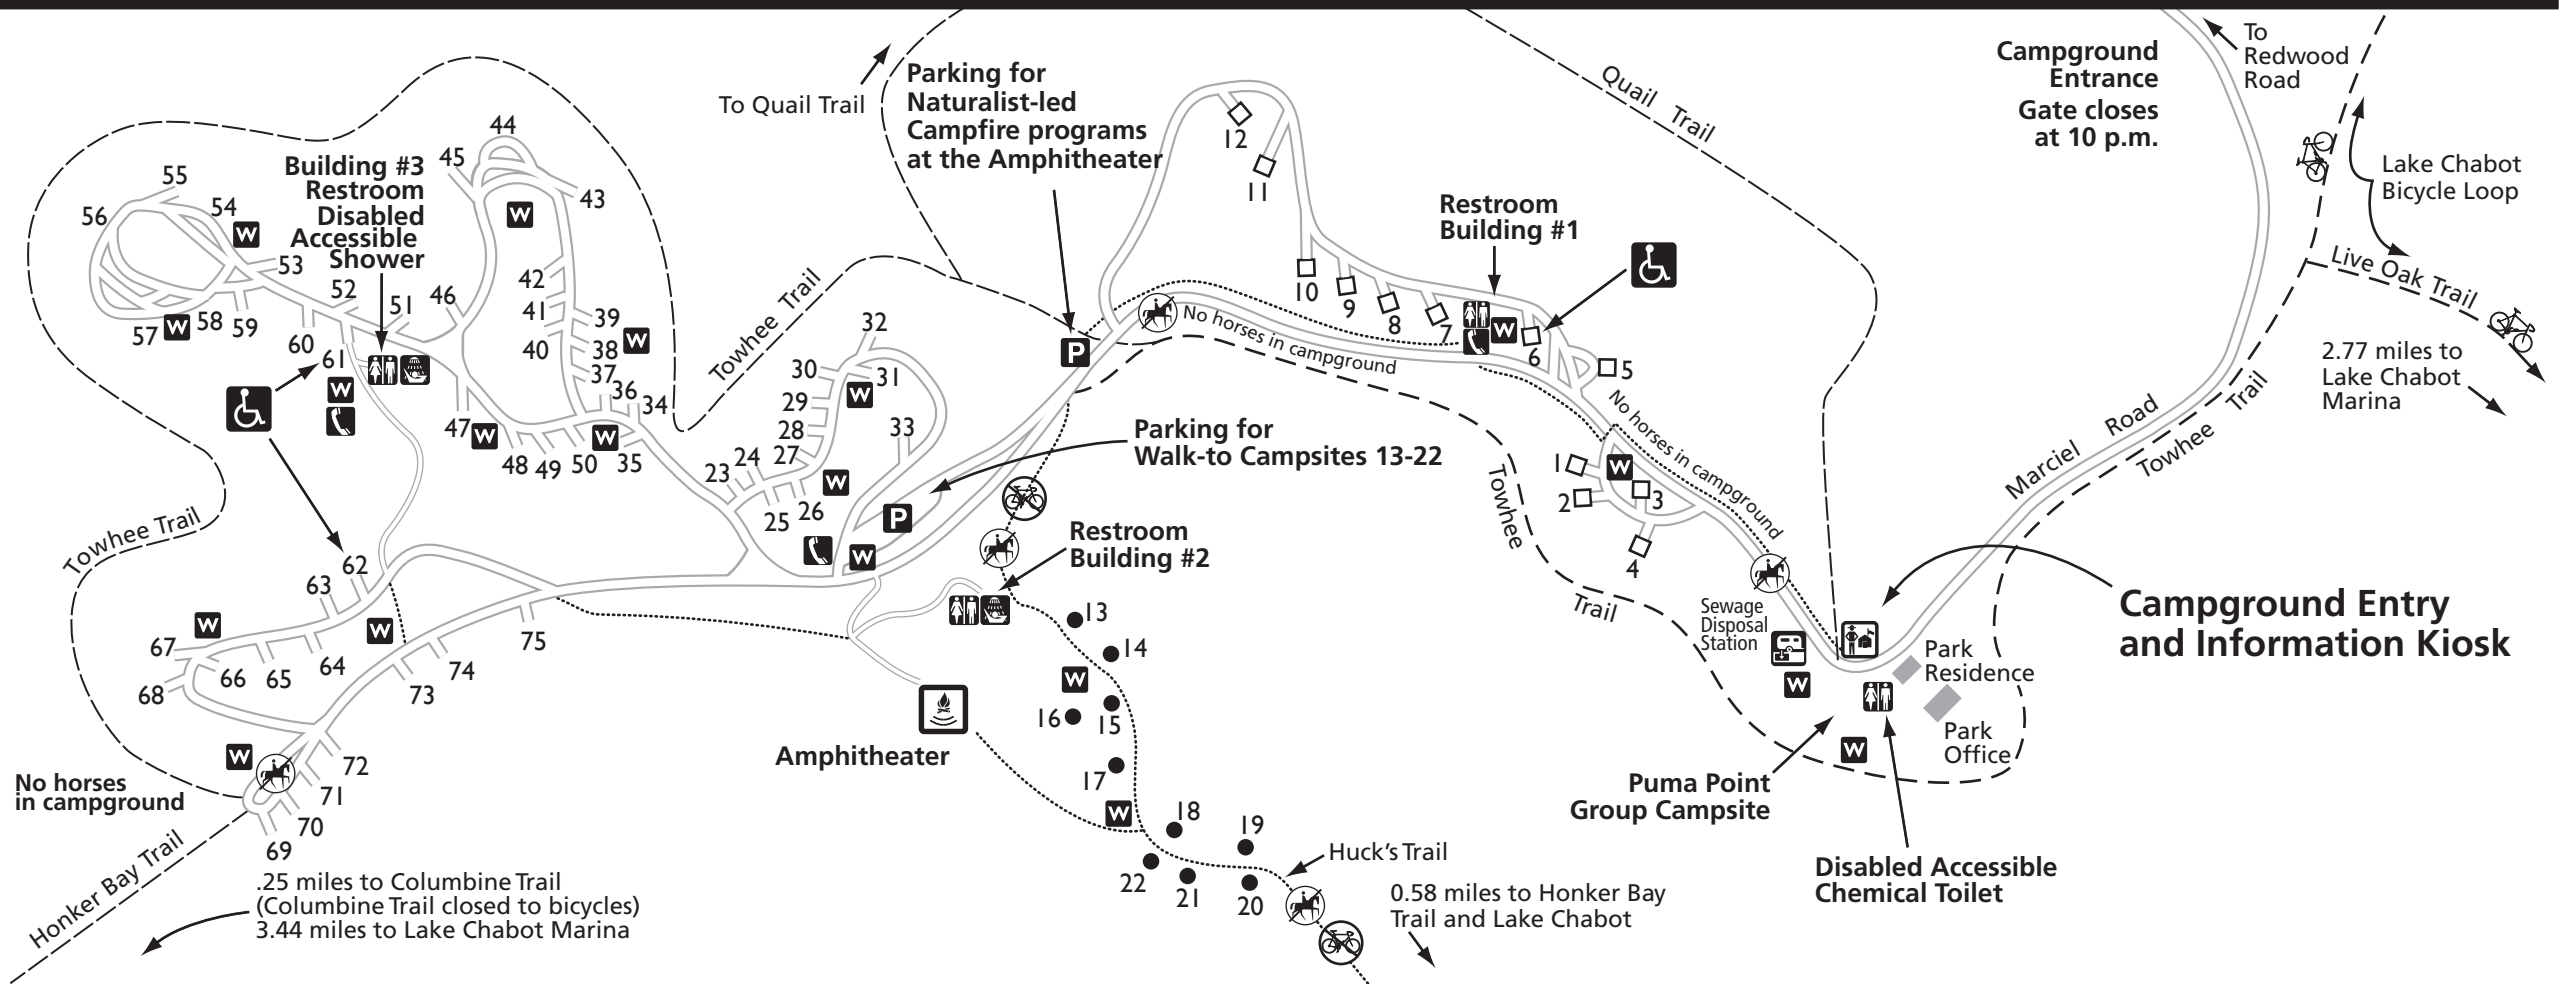 To Quail Trail
Parking for
Naturalist-led
Campfire programs
at the Amphitheater
Quail Trail
Campground
Entrance
Gate closes
at 10 p.m.
To
Redwood
Road
Lake Chabot
Bicycle Loop
Live Oak Trail
2.77 miles to
Lake Chabot
Marina
Building #3
Restroom
Disabled
Accessible
Shower
Restroom
Building #1
44
45
43
55
54
56
53
52
51
46
42
41
40
39
38
37
36
34
57
W
58
59
60
61
W
W
W
W
W
47
W
48
49
50
W
35
Towhee Trail
32
30
31
29
W
28
33
27
24
23
25
26
W
P
12
11
10
9
8
7
W
6
5
No horses in campground
No horses in campground
Parking for
Walk-to Campsites 13-22
P
W
1
W
2
3
4
Towhee
Trail
Marciel Road
Towhee
Trail
Towhee Trail
62
63
W
W
67
66
65
64
68
75
74
73
W
72
71
70
69
No horses
in campground
Honker Bay Trail
.25 miles to Columbine Trail
(Columbine Trail closed to bicycles)
3.44 miles to Lake Chabot Marina
Restroom
Building #2
13
14
W
16
15
17
W
18
19
22
21
20
Amphitheater
Huck's Trail
0.58 miles to Honker Bay
Trail and Lake Chabot
Sewage
Disposal
Station
W
W
Campground Entry
and Information Kiosk
Park
Residence
Park
Office
Puma Point
Group Campsite
Disabled Accessible
Chemical Toilet